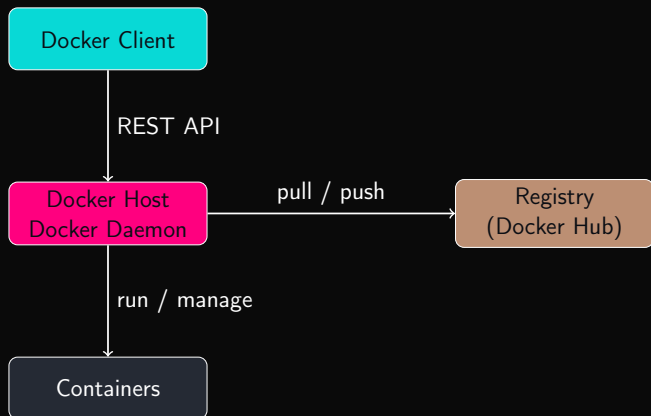 Docker Client
REST API
Docker Host
Docker Daemon
pull / push
Registry
(Docker Hub)
run / manage
Containers